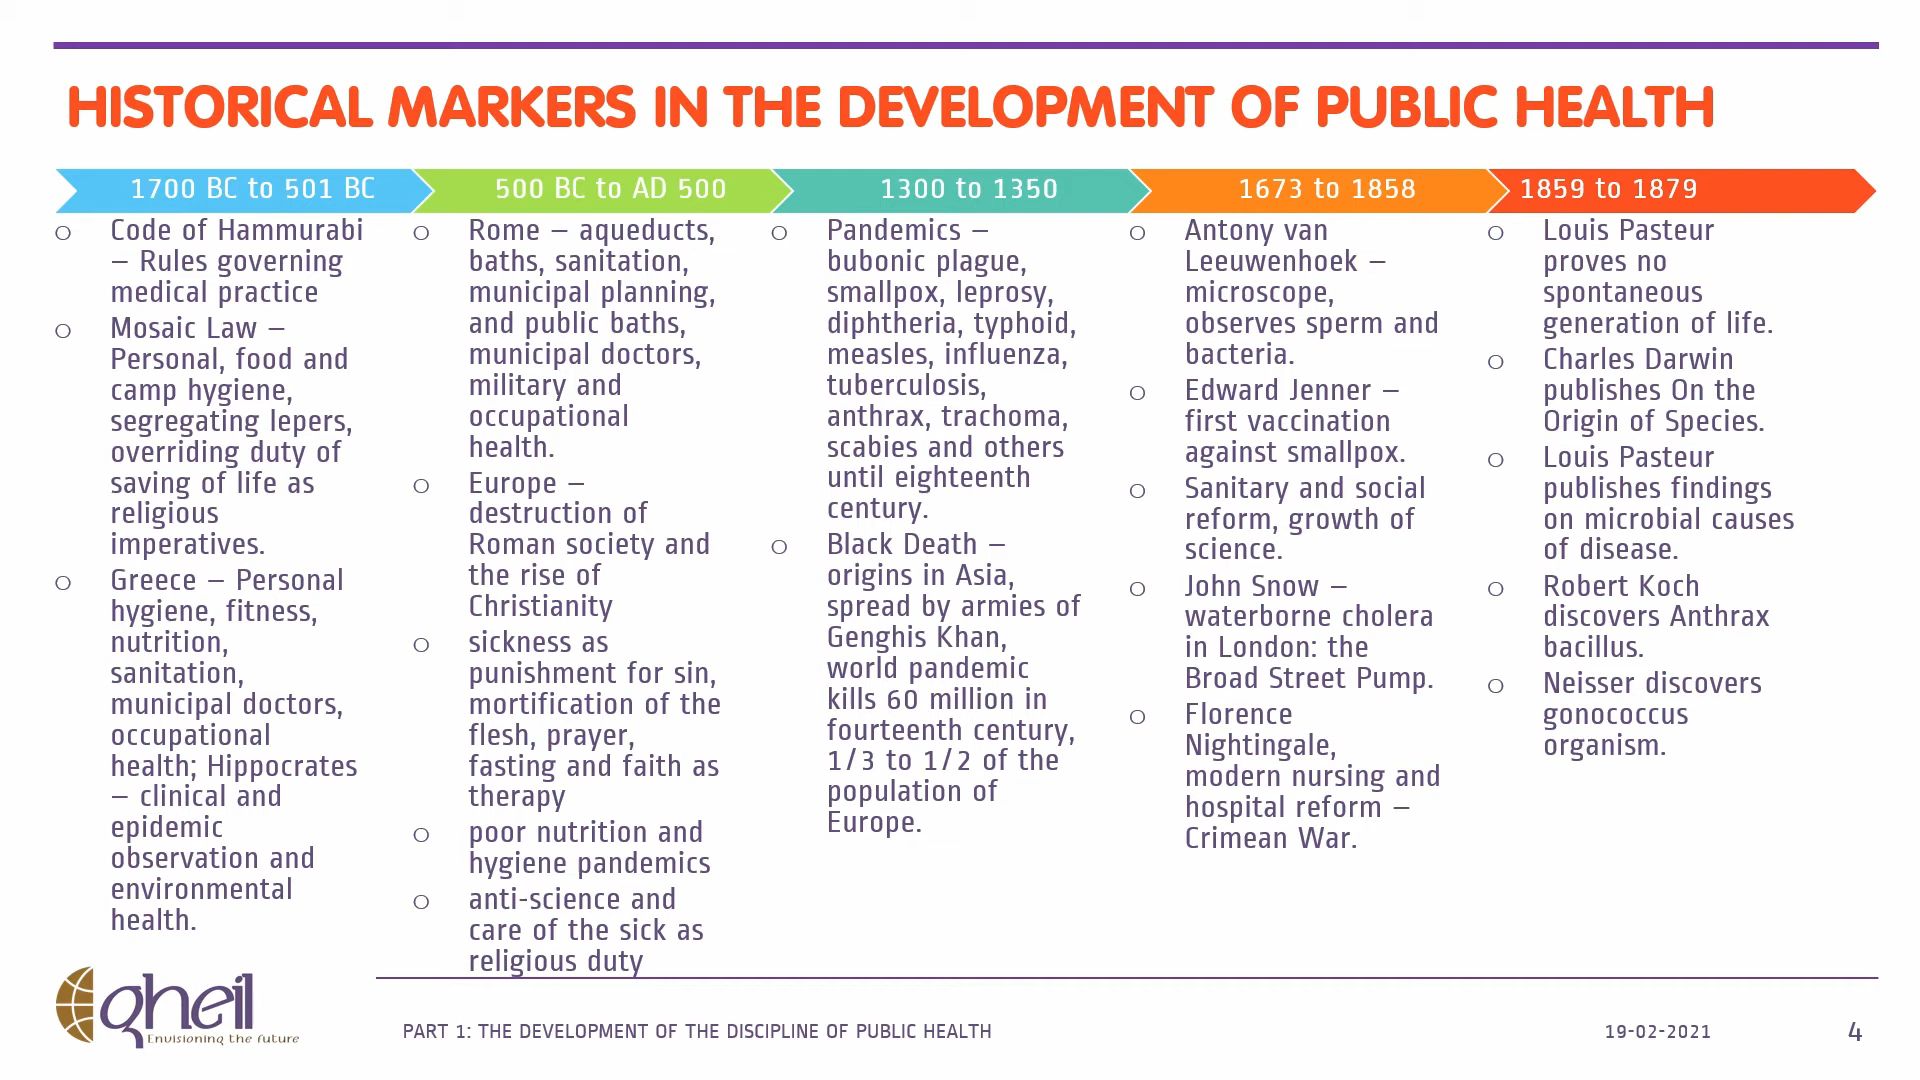 HISTORICAL MARKERS IN THE DEVELOPMENT OF PUBLIC HEALTH
1700 BC to 501 BC
o Code of Hammurabi
– Rules governing
medical practice
o Mosaic Law –
Personal, food and
camp hygiene,
segregating lepers,
overriding duty of
saving of life as
religious
imperatives.
o Greece – Personal
hygiene, fitness,
nutrition,
sanitation,
municipal doctors,
occupational
health; Hippocrates
– clinical and
epidemic
observation and
environmental
health.
500 BC to AD 500
o Rome – aqueducts,
baths, sanitation,
municipal planning,
and public baths,
municipal doctors,
military and
occupational
health.
o Europe –
destruction of
Roman society and
the rise of
Christianity
o sickness as
punishment for sin,
mortification of the
flesh, prayer,
fasting and faith as
therapy
o poor nutrition and
hygiene pandemics
o anti-science and
care of the sick as
religious duty
1300 to 1350
o Pandemics –
bubonic plague,
smallpox, leprosy,
diphtheria, typhoid,
measles, influenza,
tuberculosis,
anthrax, trachoma,
scabies and others
until eighteenth
century.
o Black Death –
origins in Asia,
spread by armies of
Genghis Khan,
world pandemic
kills 60 million in
fourteenth century,
1/3 to 1/2 of the
population of
Europe.
1673 to 1858
o Antony van
Leeuwenhoek –
microscope,
observes sperm and
bacteria.
o Edward Jenner –
first vaccination
against smallpox.
o Sanitary and social
reform, growth of
science.
o John Snow –
waterborne cholera
in London: the
Broad Street Pump.
o Florence
Nightingale,
modern nursing and
hospital reform –
Crimean War.
1859 to 1879
o Louis Pasteur
proves no
spontaneous
generation of life.
o Charles Darwin
publishes On the
Origin of Species.
o Louis Pasteur
publishes findings
on microbial causes
of disease.
o Robert Koch
discovers Anthrax
bacillus.
o Neisser discovers
gonococcus
organism.
qheil
Envisioning the future
PART 1: THE DEVELOPMENT OF THE DISCIPLINE OF PUBLIC HEALTH
19-02-2021
4